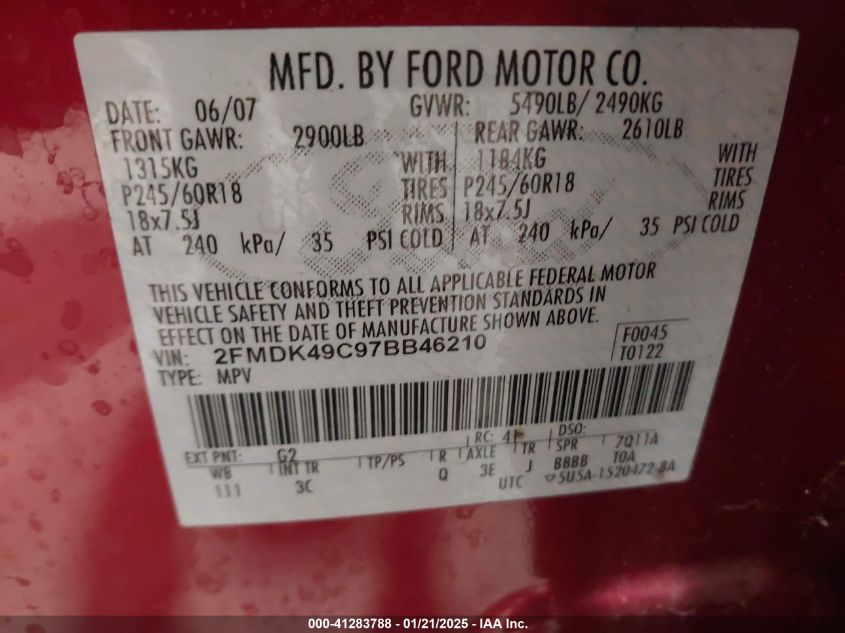 MFD. BY FORD MOTOR CO.
DATE: 06/07 GVWR: 5490LB/ 2490KG
FRONT GAWR: 2900LB REAR GAWR: 2610LB
1315KG WITH 1184KG WITH
P245/60R18 TIRES P245/60R18 TIRES
18x7.5J RIMS 18x7.5J RIMS
AT 240 kPa/ 35 PSI COLD AT 240 kPa/ 35 PSI COLD
THIS VEHICLE CONFORMS TO ALL APPLICABLE FEDERAL MOTOR
VEHICLE SAFETY AND THEFT PREVENTION STANDARDS IN
EFFECT ON THE DATE OF MANUFACTURE SHOWN ABOVE.
VIN: 2FMDK49C97BB46210 F0045
TYPE: MPV T0122
EXT PNT: G2 RC: 41 DSO:
WB INT TR TP/PS R AXLE TR SPR 7Q11A
111 3C Q 3E J BBBB T0A
UTC 5U5A-1520472-BA
000-41283788 - 01/21/2025 - IAA Inc.